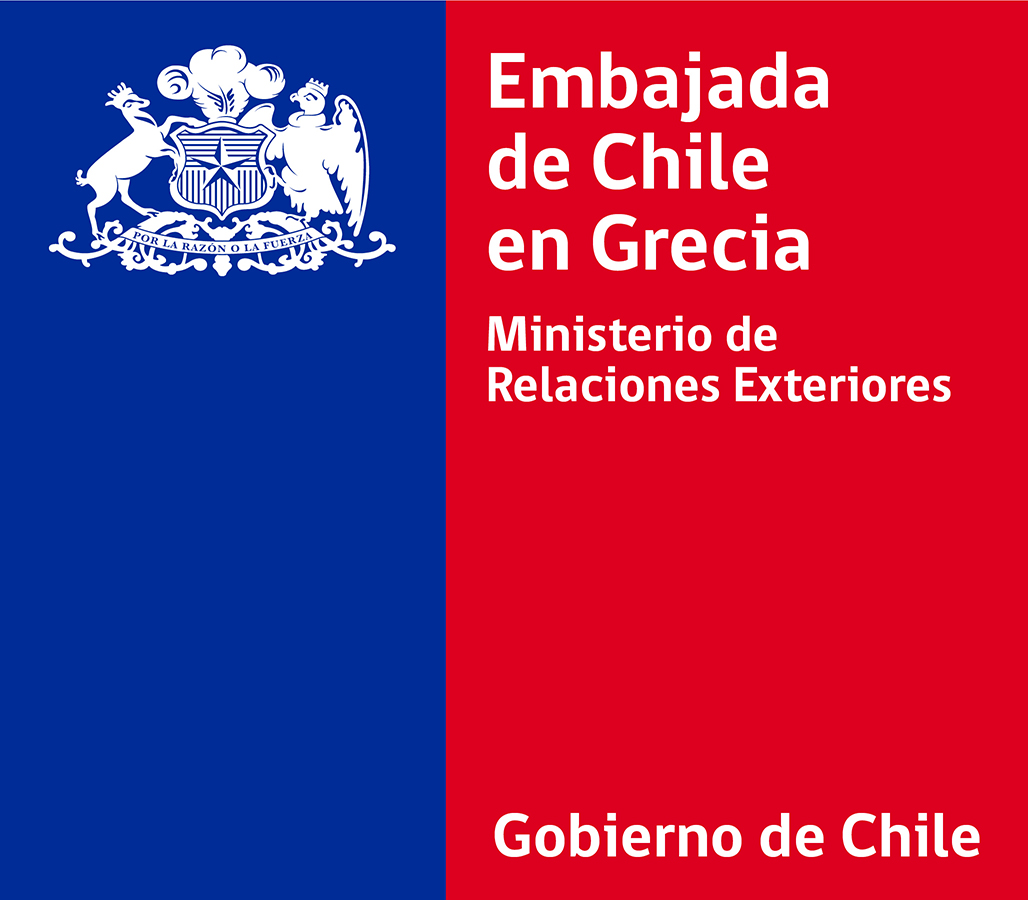 POR LA RAZÓN O LA FUERZA
Embajada
de Chile
en Grecia
Ministerio de
Relaciones Exteriores
Gobierno de Chile